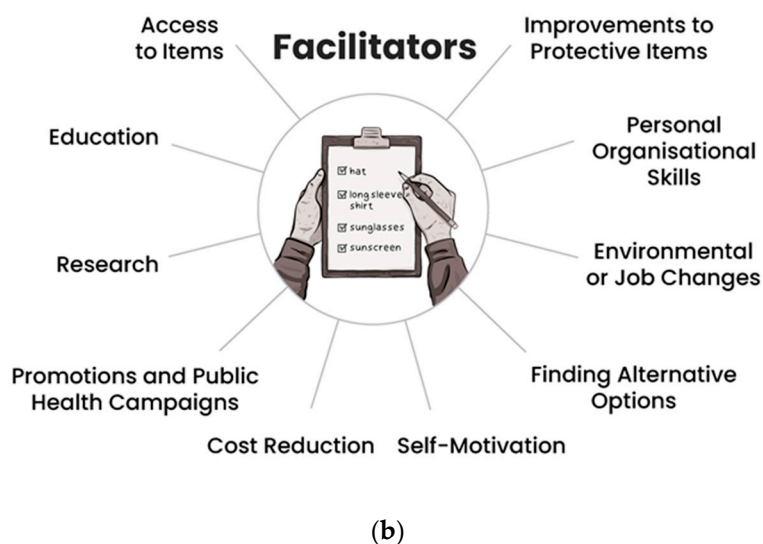 Facilitators
Access
to Items
Improvements to
Protective Items
Education
Personal
Organisational
Skills
Research
Environmental
or Job Changes
Promotions and Public
Health Campaigns
Finding Alternative
Options
Cost Reduction
Self-Motivation
hat
long sleeve
shirt
sunglasses
sunscreen
(b)